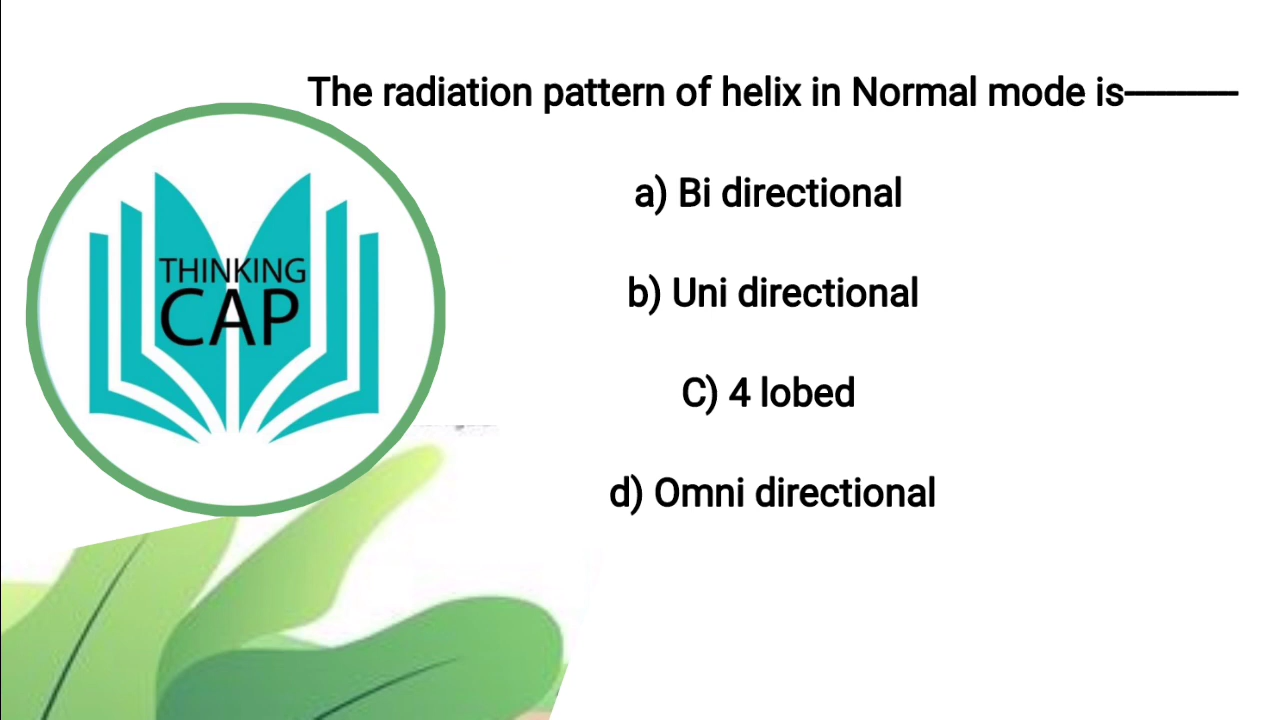 The radiation pattern of helix in Normal mode is————
a) Bi directional
b) Uni directional
C) 4 lobed
d) Omni directional
THINKING
CAP